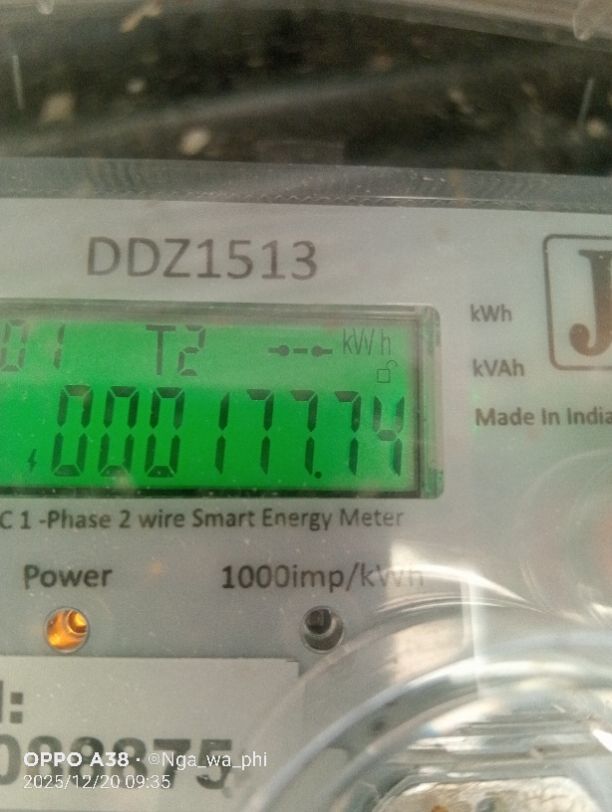 DDZ1513
kWh
J
01 T2 kWh
kVAh
000177.74
Made In India
C 1 -Phase 2 wire Smart Energy Meter
Power 1000imp/kWh
OPPO A38 · ©Nga_wa_phi
2025/12/20 09:35